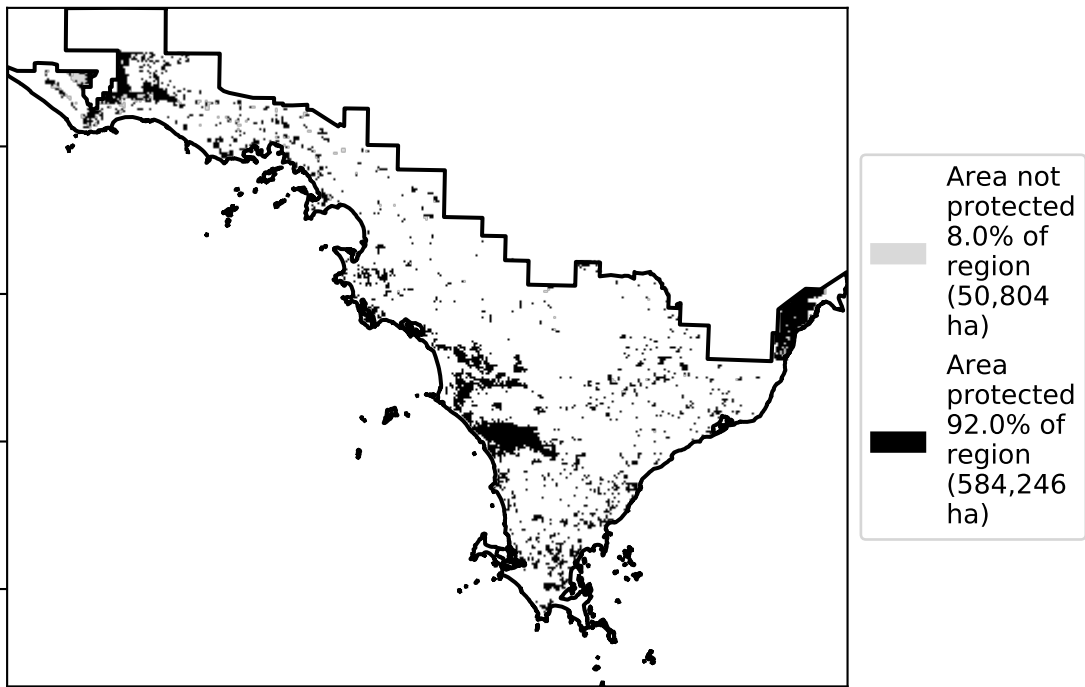 Area not
protected
8.0% of
region
(50,804
ha)
Area
protected
92.0% of
region
(584,246
ha)